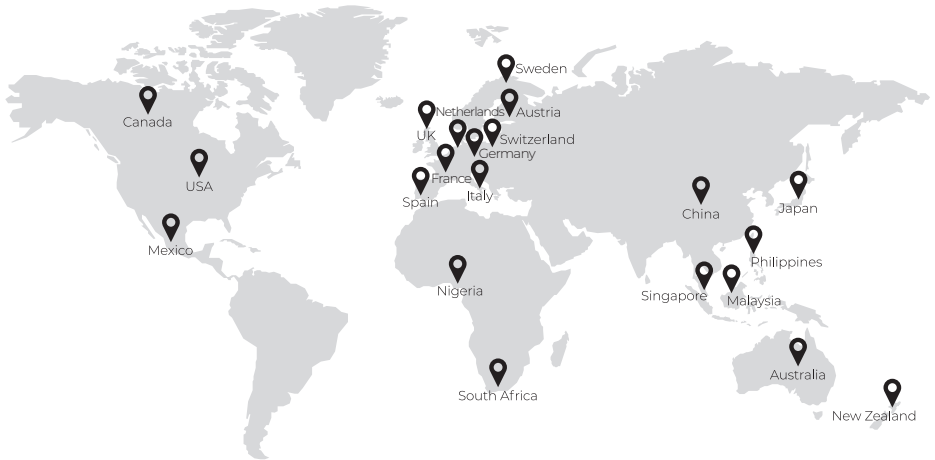 Sweden
Canada
Netherlands
Austria
UK
Switzerland
Germany
USA
France
Italy
Spain
China
Japan
Mexico
Philippines
Nigeria
Singapore
Malaysia
Australia
South Africa
New Zealand